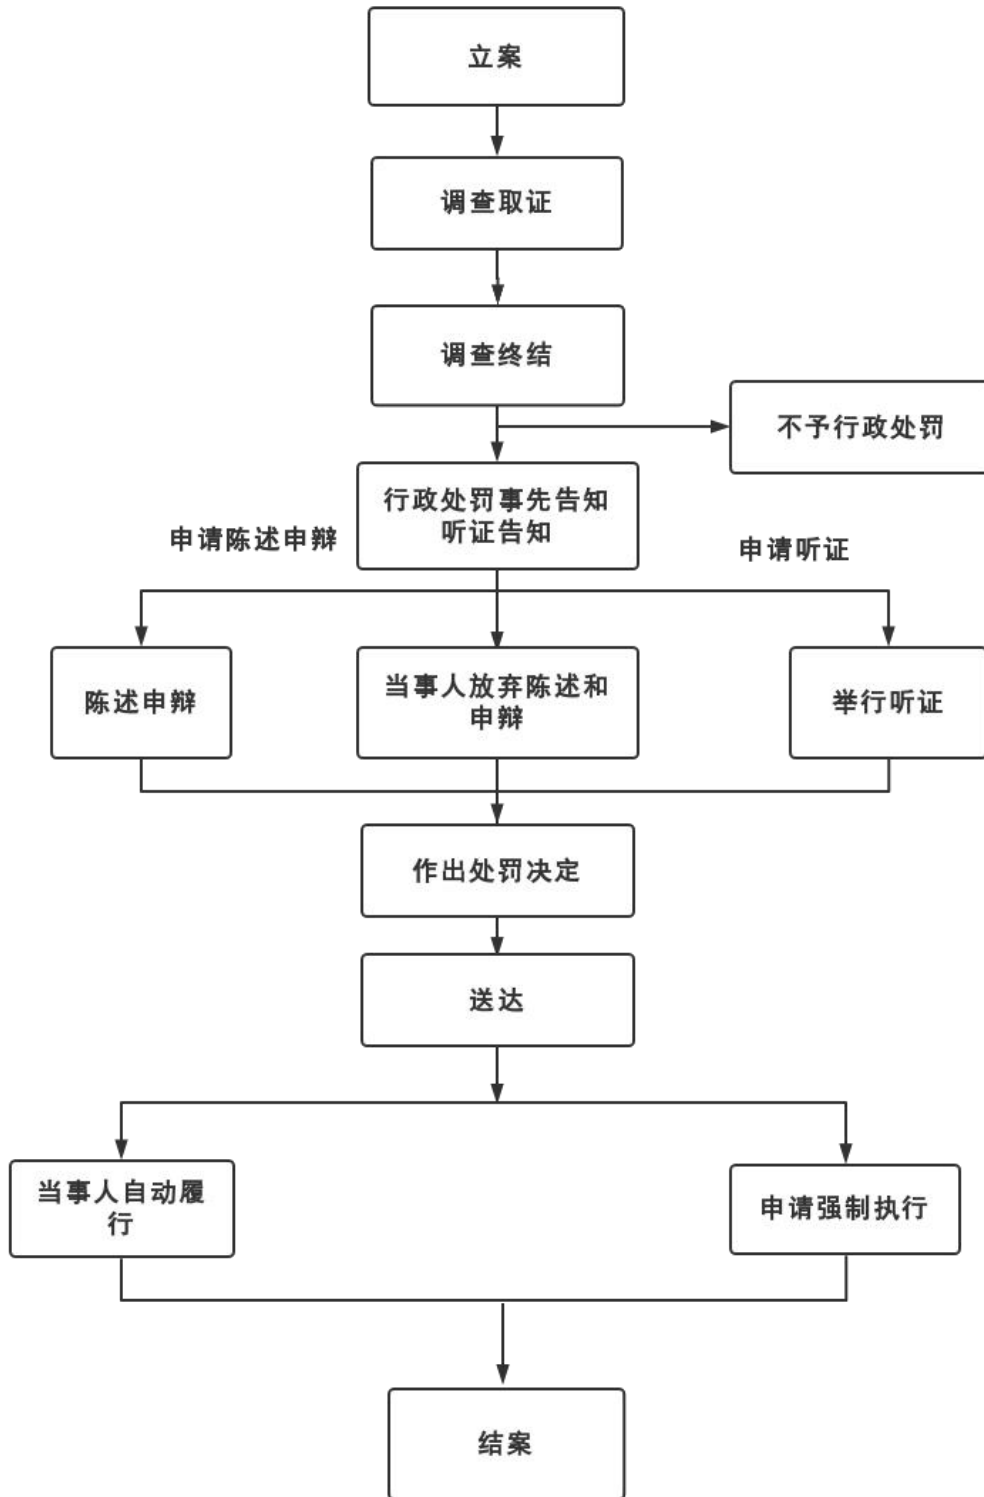 立案
调查取证
调查终结
不予行政处罚
行政处罚事先告知
听证告知
申请陈述申辩
申请听证
陈述申辩
当事人放弃陈述和
申辩
举行听证
作出处罚决定
送达
当事人自动履
行
申请强制执行
结案